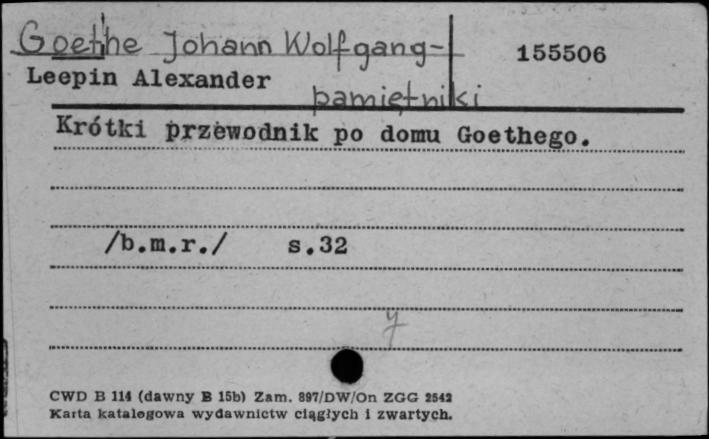 Goethe Johann Wolfgang-
155506
Leepin Alexander
pamiętniki
Krótki przewodnik po domu Goethego.
/b.m.r./ s.32
y
CWD B 114 (dawny B 15b) Zam. 897/DW/On ZGG 2542
Karta katalogowa wydawnictw ciągłych i zwartych.